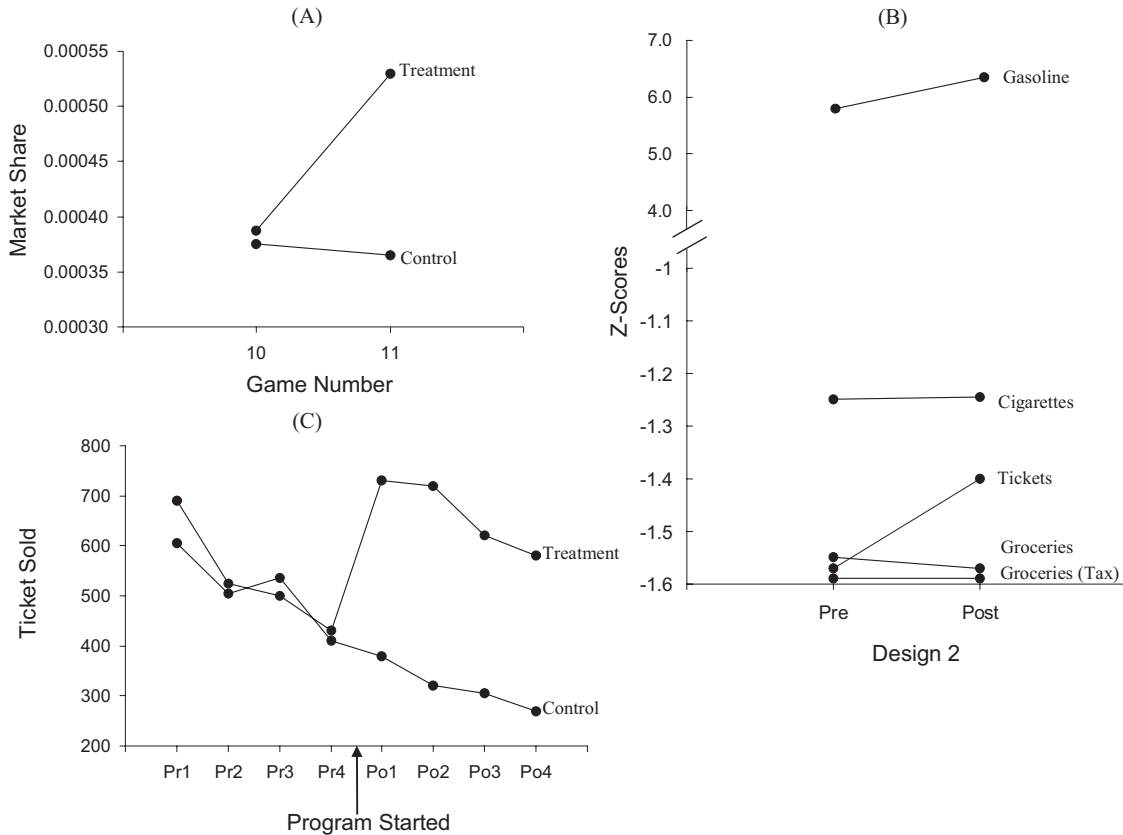 (A)
Market Share
0.00055
0.00050
0.00045
0.00040
0.00035
0.00030
Treatment
Control
10
11
Game Number
(B)
Z-Scores
7.0
6.0
5.0
4.0
-1
-1.1
-1.2
-1.3
-1.4
-1.5
-1.6
Gasoline
Cigarettes
Tickets
Groceries
Groceries (Tax)
Pre
Post
Design 2
(C)
Ticket Sold
800
700
600
500
400
300
200
Treatment
Control
Pr1
Pr2
Pr3
Pr4
Po1
Po2
Po3
Po4
Program Started